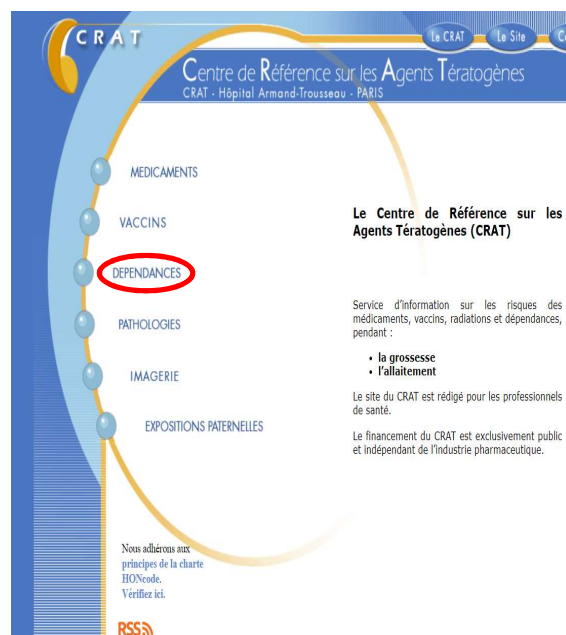 CRAT
Le CRAT
Le Site
Centre de Référence sur les Agents Tératogènes
CRAT - Hôpital Armand-Trousseau - PARIS
MEDICAMENTS
VACCINS
DEPENDANCES
PATHOLOGIES
IMAGERIE
EXPOSITIONS PATERNELLES
Le Centre de Référence sur les
Agents Tératogènes (CRAT)
Service d'information sur les risques des
médicaments, vaccins, radiations et dépendances,
pendant :
• la grossesse
• l'allaitement
Le site du CRAT est rédigé pour les professionnels
de santé.
Le financement du CRAT est exclusivement public
et indépendant de l'industrie pharmaceutique.
Nous adhérons aux
principes de la charte
HONcode.
Vérifiez ici.
RSS